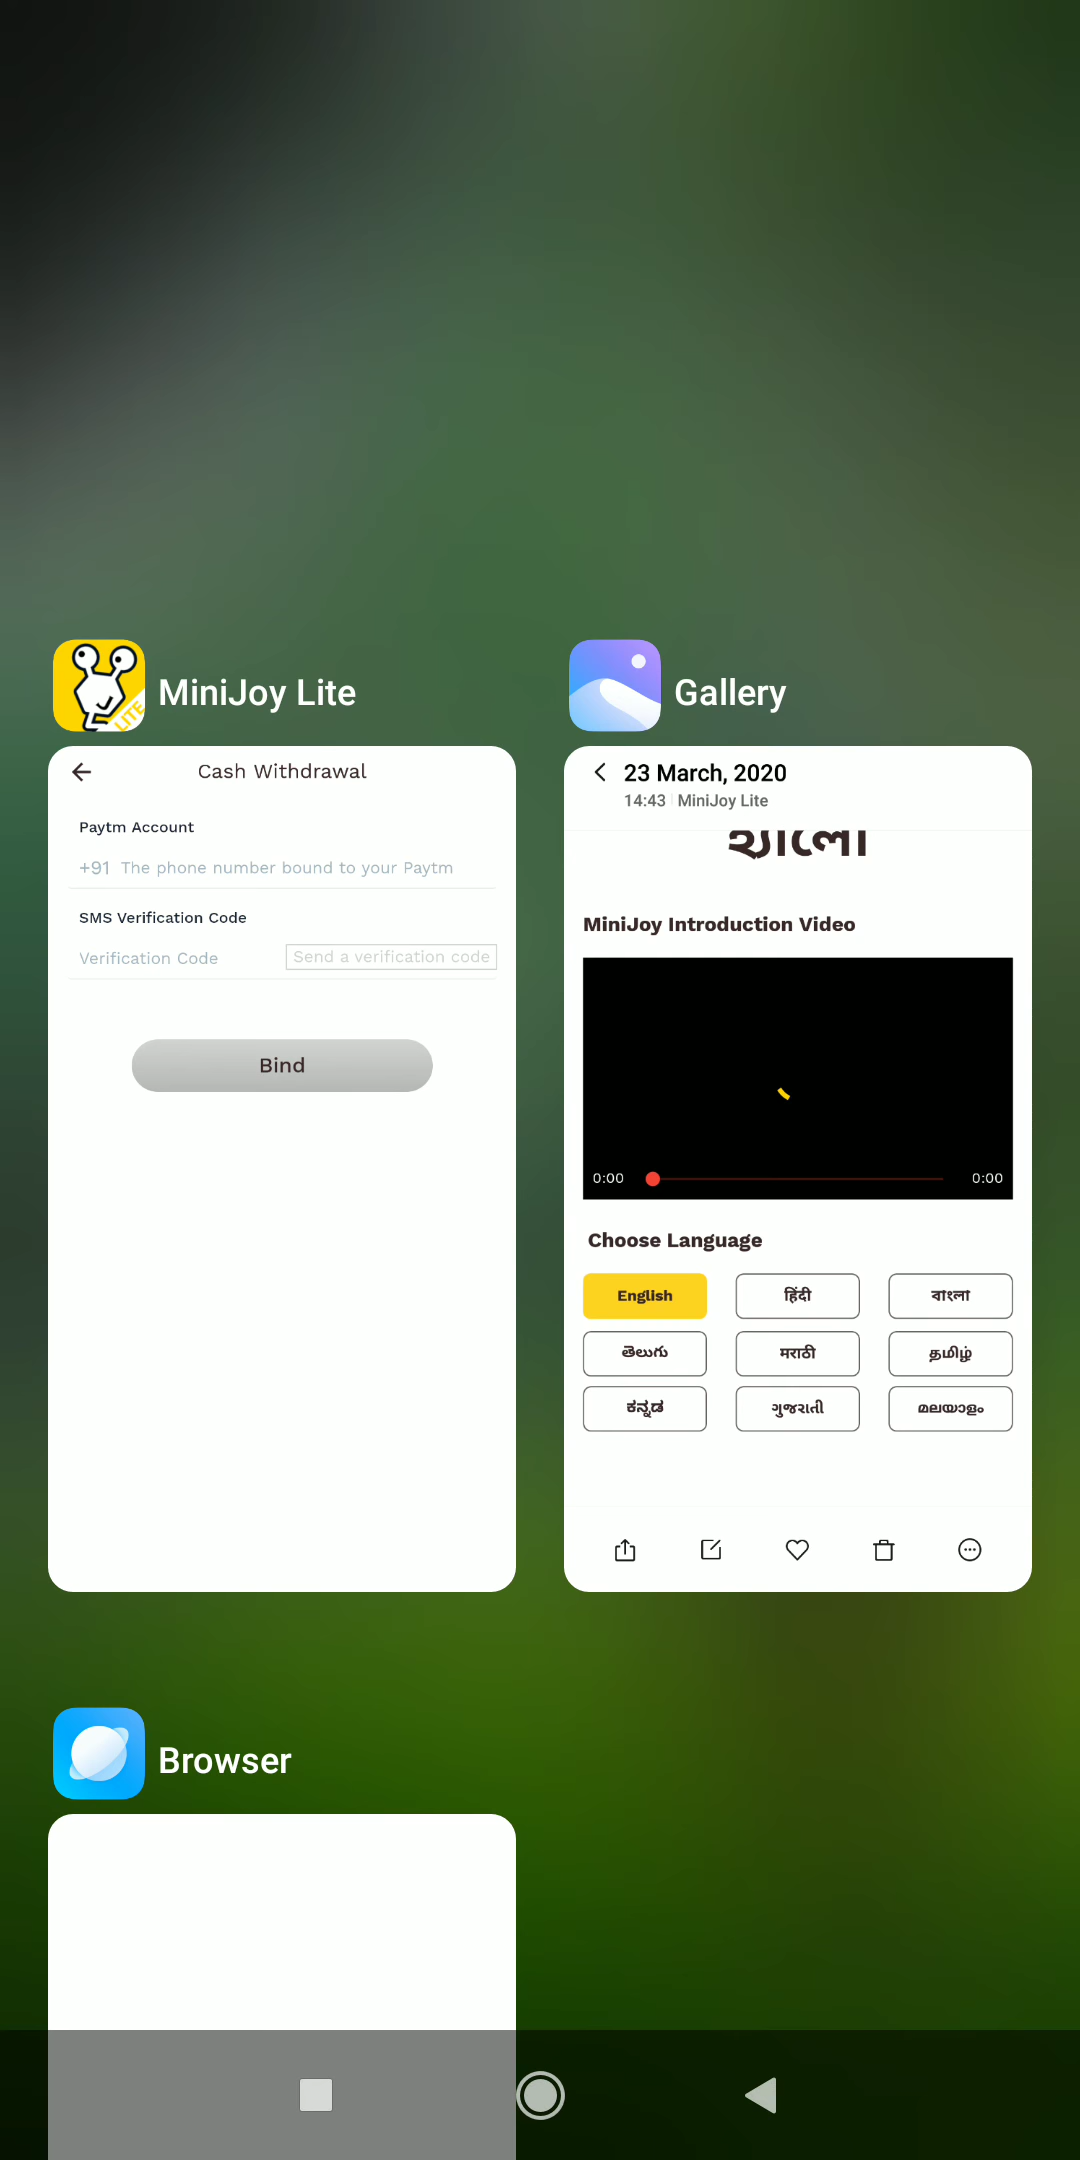 MiniJoy Lite
LITE
Cash Withdrawal
Paytm Account
+91 The phone number bound to your Paytm
SMS Verification Code
Verification Code Send a verification code
Bind
Gallery
23 March, 2020
14:43 MiniJoy Lite
হ্যালো
MiniJoy Introduction Video
0:00 0:00
Choose Language
English हिंदी বাংলা
తెలుగు मराठी தமிழ்
ಕನ್ನಡ ગુજરાતી മലയാളം
Browser